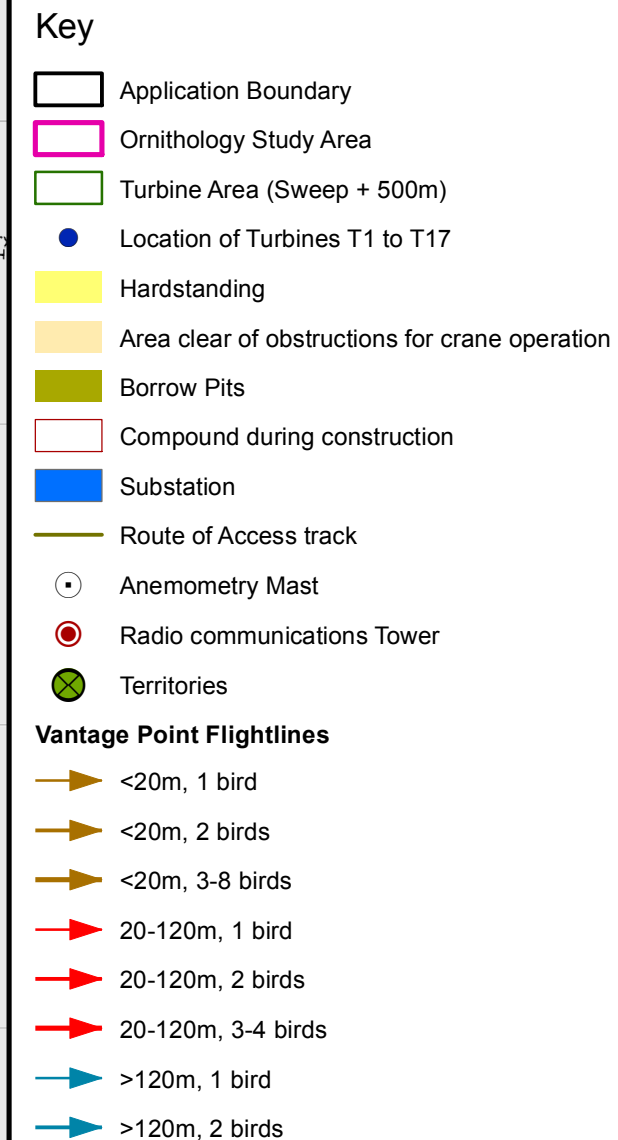 Key
Application Boundary
Ornithology Study Area
Turbine Area (Sweep + 500m)
Location of Turbines T1 to T17
Hardstanding
Area clear of obstructions for crane operation
Borrow Pits
Compound during construction
Substation
Route of Access track
Anemometry Mast
Radio communications Tower
Territories
Vantage Point Flightlines
<20m, 1 bird
<20m, 2 birds
<20m, 3-8 birds
20-120m, 1 bird
20-120m, 2 birds
20-120m, 3-4 birds
>120m, 1 bird
>120m, 2 birds